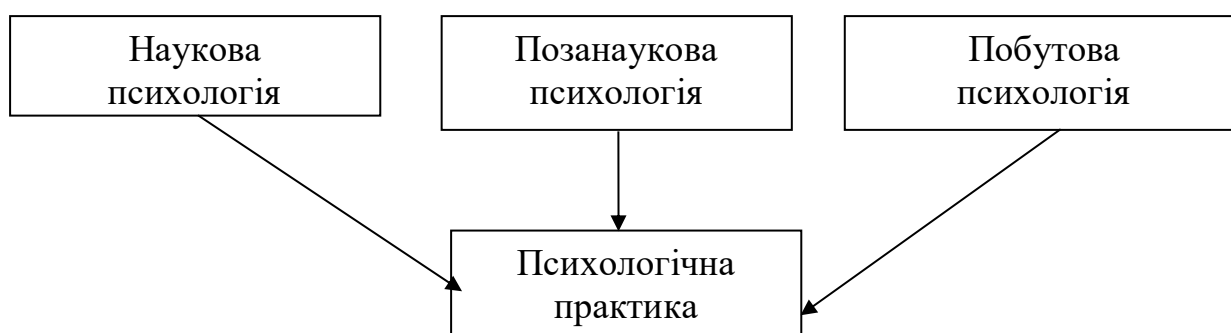 Наукова
психологія
Позанаукова
психологія
Побутова
психологія
Психологічна
практика